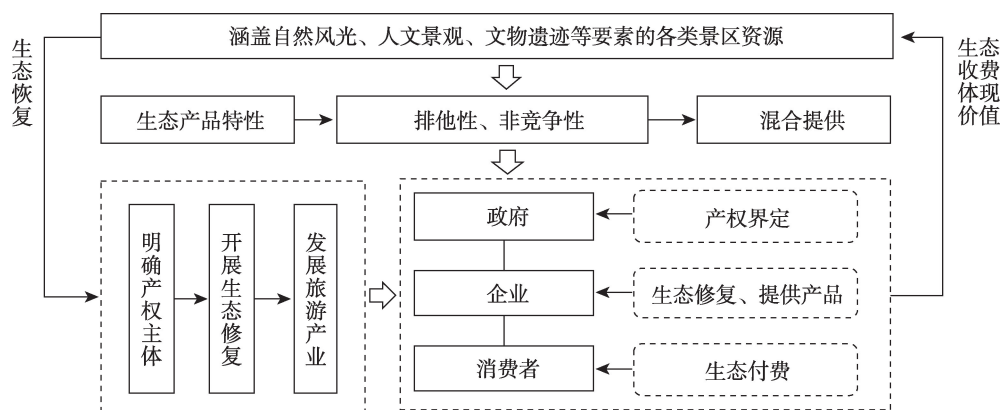 涵盖自然风光、人文景观、文物遗迹等要素的各类景区资源
生态恢复
生态收费体现价值
生态产品特性
排他性、非竞争性
混合提供
明确产权主体
开展生态修复
发展旅游产业
政府
产权界定
企业
生态修复、提供产品
消费者
生态付费